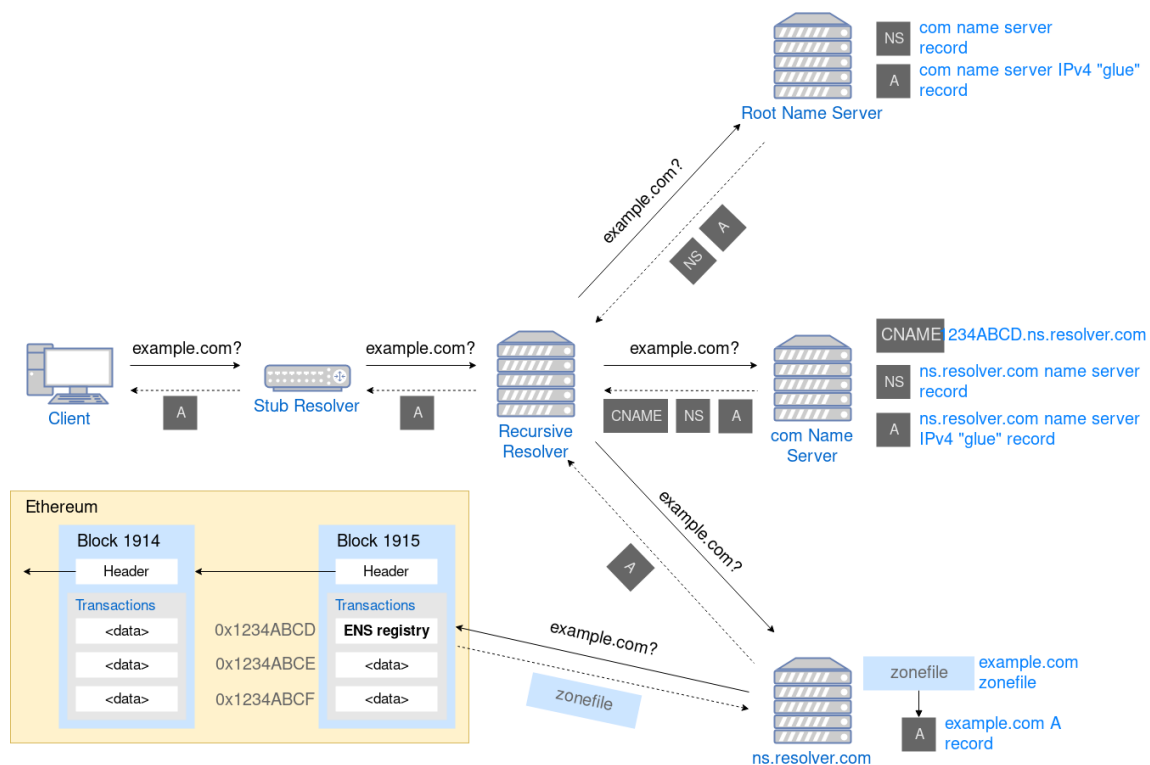 NS
com name server
record
A
com name server IPv4 "glue"
record
Root Name Server
example.com?
A
NS
example.com?
A
Client
Stub Resolver
example.com?
A
Recursive
Resolver
example.com?
CNAME
NS
A
com Name
Server
CNAME
1234ABCD.ns.resolver.com
NS
ns.resolver.com name server
record
A
ns.resolver.com name server
IPv4 "glue" record
example.com?
A
Ethereum
Block 1914
Header
Transactions
<data>
<data>
<data>
0x1234ABCD
0x1234ABCE
0x1234ABCF
Block 1915
Header
Transactions
ENS registry
<data>
<data>
example.com?
zonefile
ns.resolver.com
zonefile
example.com
zonefile
A
example.com A
record